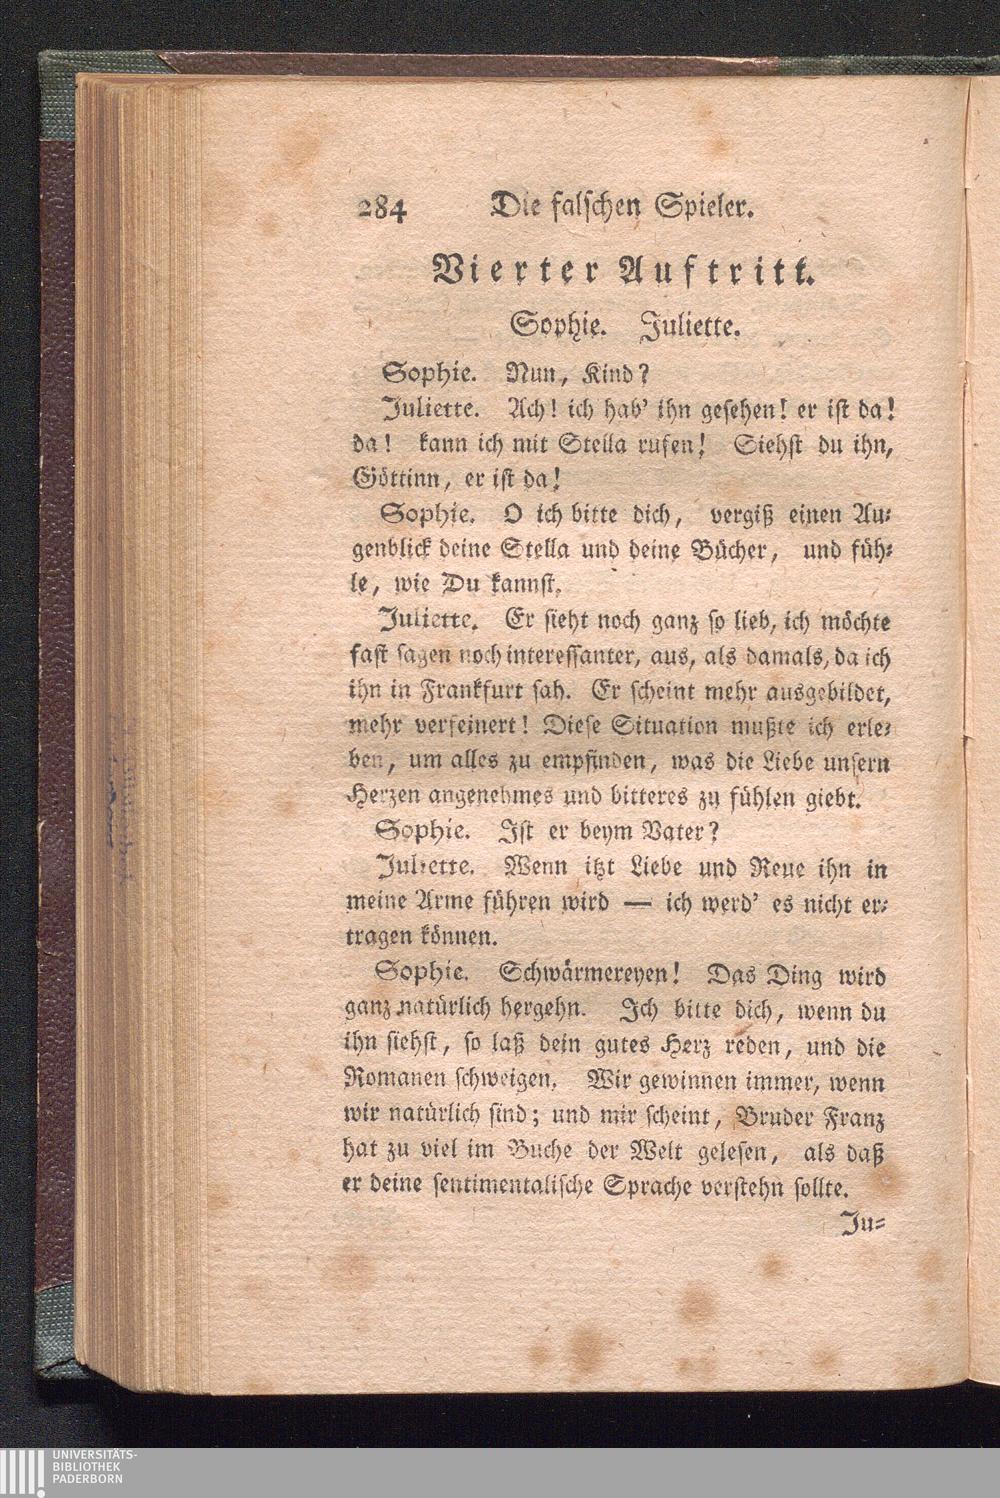 284 Die falschen Spieler.
Vierter Auftritt.
Sophie. Juliette.
Sophie. Nun, Kind?
Juliette. Ach! ich hab' ihn gesehen! er ist da!
da! kann ich mit Stella rufen! Siehst du ihn,
Göttinn, er ist da!
Sophie. O ich bitte dich, vergiß einen Au-
genblick deine Stella und deine Bücher, und füh-
le, wie Du kannst.
Juliette. Er sieht noch ganz so lieb, ich möchte
fast sagen noch interessanter, aus, als damals, da ich
ihn in Frankfurt sah. Er scheint mehr ausgebildet,
mehr verfeinert! Diese Situation mußte ich erle-
ben, um alles zu empfinden, was die Liebe unsern
Herzen angenehmes und bitteres zu fühlen giebt.
Sophie. Ist er beym Vater?
Juliette. Wenn itzt Liebe und Reue ihn in
meine Arme führen wird — ich werd' es nicht er-
tragen können.
Sophie. Schwärmereyen! Das Ding wird
ganz natürlich hergehn. Ich bitte dich, wenn du
ihn siehst, so laß dein gutes Herz reden, und die
Romanen schweigen. Wir gewinnen immer, wenn
wir natürlich sind; und mir scheint, Bruder Franz
hat zu viel im Buche der Welt gelesen, als daß
er deine sentimentalische Sprache verstehn sollte.
Ju-
UNIVERSITÄTS-
BIBLIOTHEK
PADERBORN